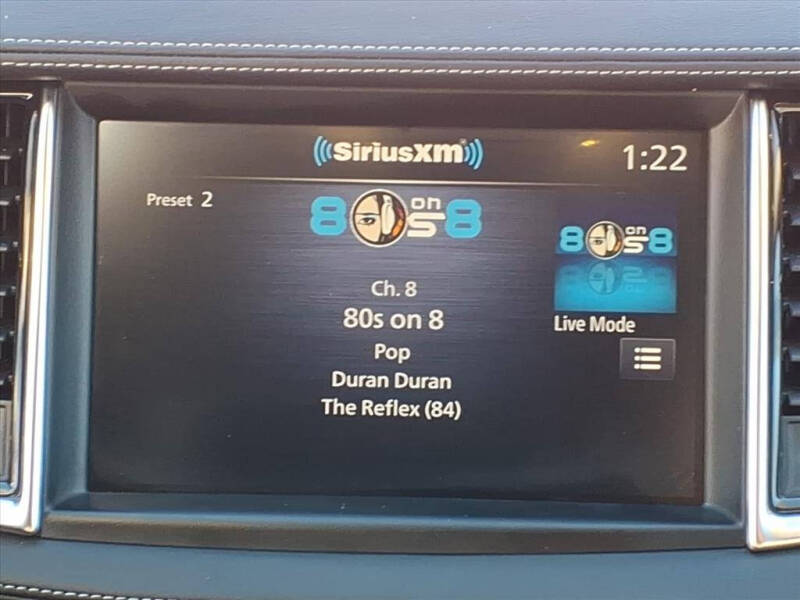 SiriusXM
1:22
Preset 2
80s on 8
80s on 8
Ch. 8
80s on 8
Live Mode
Pop
Duran Duran
The Reflex (84)